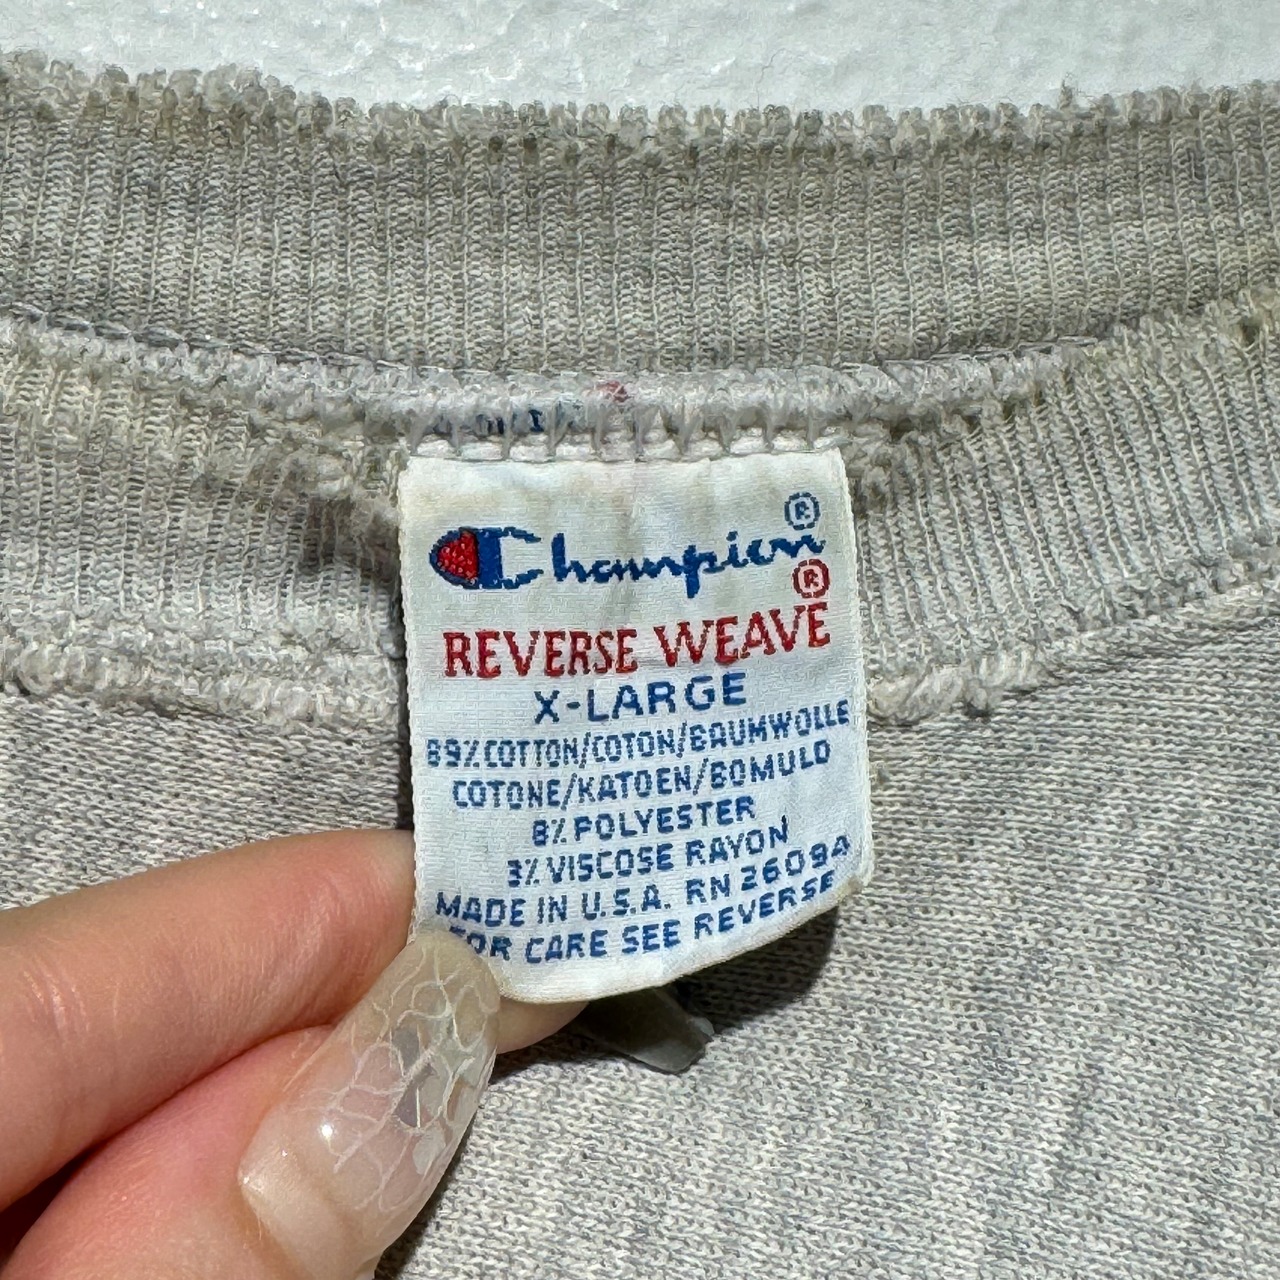 Champion®
®
REVERSE WEAVE
X-LARGE
89% COTTON/COTON/BAUMWOLLE
COTONE/KATOEN/BOMULD
8% POLYESTER
3% VISCOSE RAYON
MADE IN U.S.A. RN 26094
FOR CARE SEE REVERSE